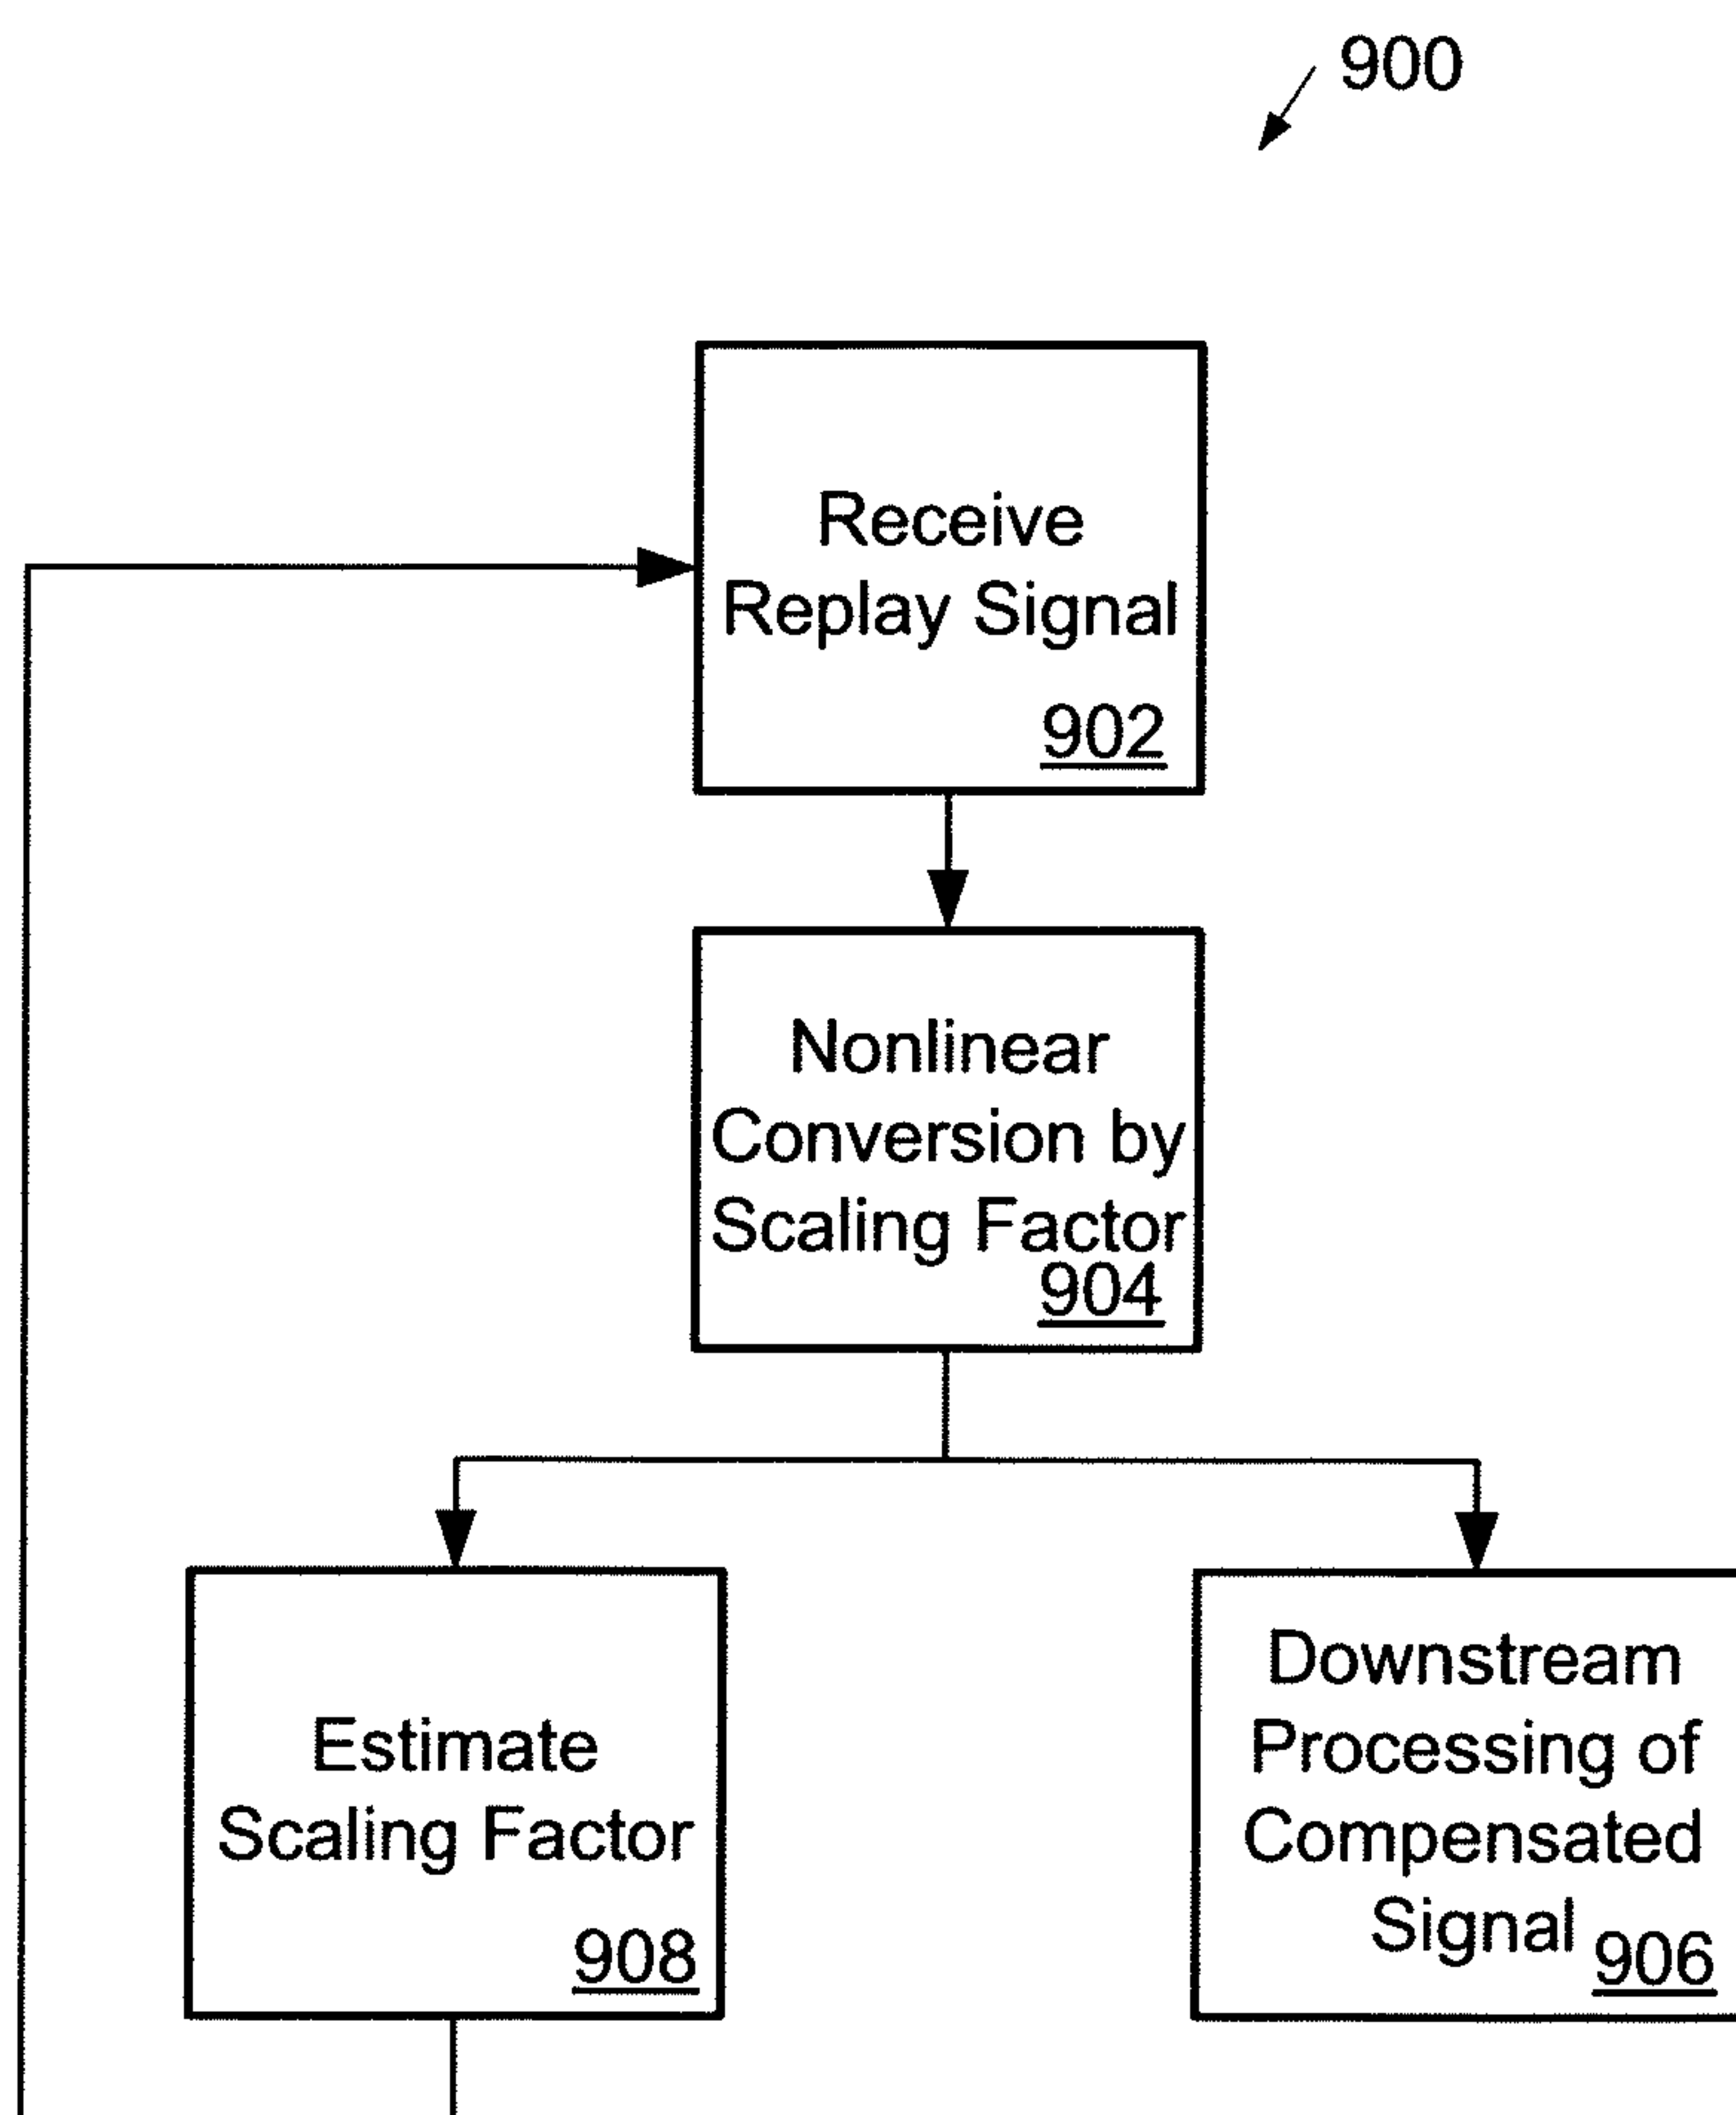 900
Receive
Replay Signal
902
Nonlinear
Conversion by
Scaling Factor
904
Estimate
Scaling Factor
908
Downstream
Processing of
Compensated
Signal 906